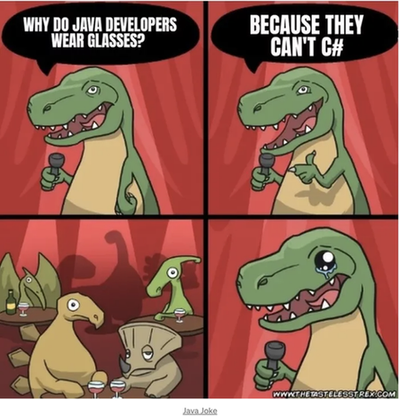 WHY DO JAVA DEVELOPERS
WEAR GLASSES?
BECAUSE THEY
CAN'T C#
WWW.THETASTELESSTREX.COM
Java Joke